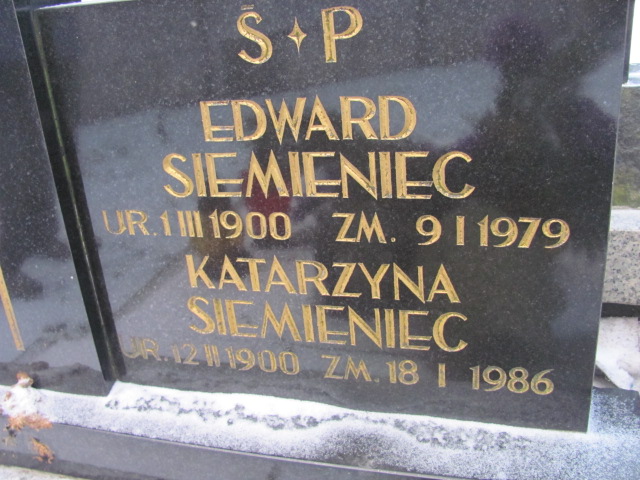 Ś✦P
EDWARD
SIEMIENIEC
UR. 1 III 1900 ZM. 9 I 1979
KATARZYNA
SIEMIENIEC
UR. 12 II 1900 ZM. 18 I 1986